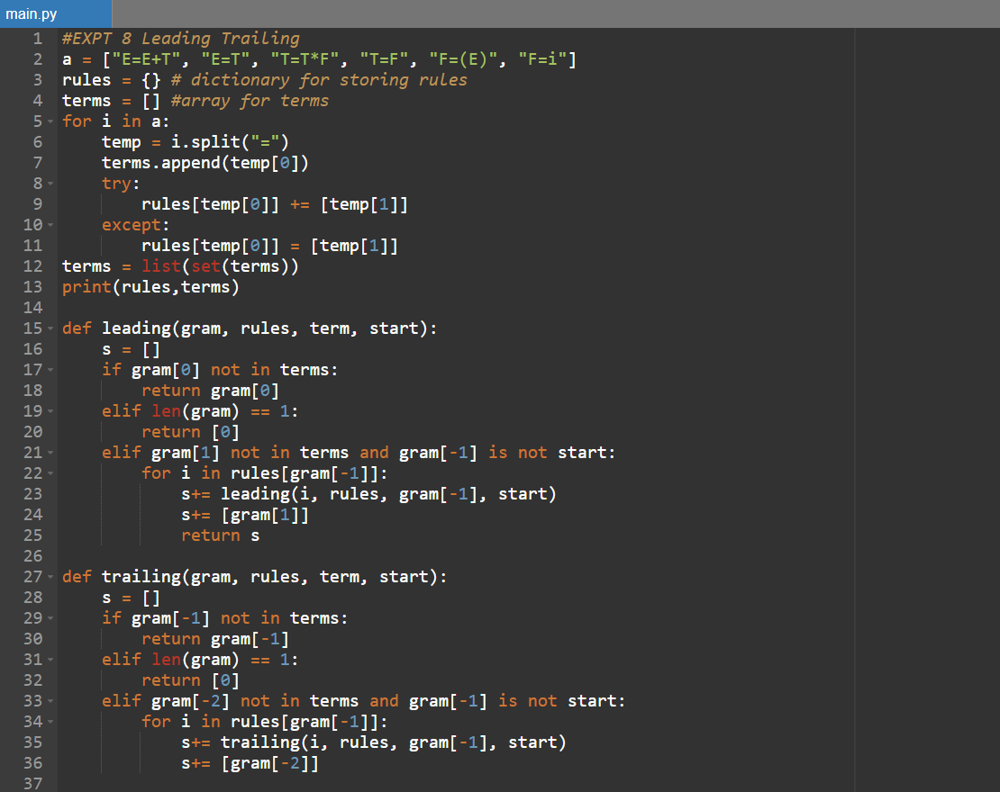 main.py
1 #EXPT 8 Leading Trailing
2 a = ["E=E+T", "E=T", "T=T*F", "T=F", "F=(E)", "F=i"]
3 rules = {} # dictionary for storing rules
4 terms = [] #array for terms
5 for i in a:
6     temp = i.split("=")
7     terms.append(temp[0])
8     try:
9         rules[temp[0]] += [temp[1]]
10     except:
11         rules[temp[0]] = [temp[1]]
12 terms = list(set(terms))
13 print(rules,terms)
14
15 def leading(gram, rules, term, start):
16     s = []
17     if gram[0] not in terms:
18         return gram[0]
19     elif len(gram) == 1:
20         return [0]
21     elif gram[1] not in terms and gram[-1] is not start:
22         for i in rules[gram[-1]]:
23             s+= leading(i, rules, gram[-1], start)
24             s+= [gram[1]]
25             return s
26
27 def trailing(gram, rules, term, start):
28     s = []
29     if gram[-1] not in terms:
30         return gram[-1]
31     elif len(gram) == 1:
32         return [0]
33     elif gram[-2] not in terms and gram[-1] is not start:
34         for i in rules[gram[-1]]:
35             s+= trailing(i, rules, gram[-1], start)
36             s+= [gram[-2]]
37